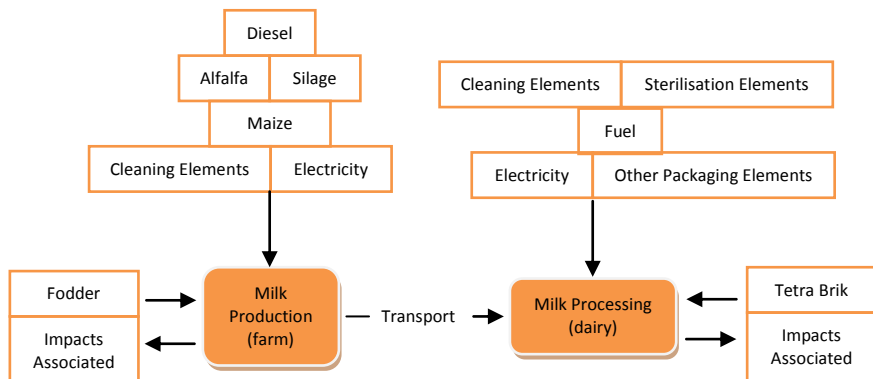 Diesel
Alfalfa
Silage
Maize
Cleaning Elements
Electricity
Cleaning Elements
Sterilisation Elements
Fuel
Electricity
Other Packaging Elements
Fodder
Impacts
Associated
Milk
Production
(farm)
Transport
Milk Processing
(dairy)
Tetra Brik
Impacts
Associated